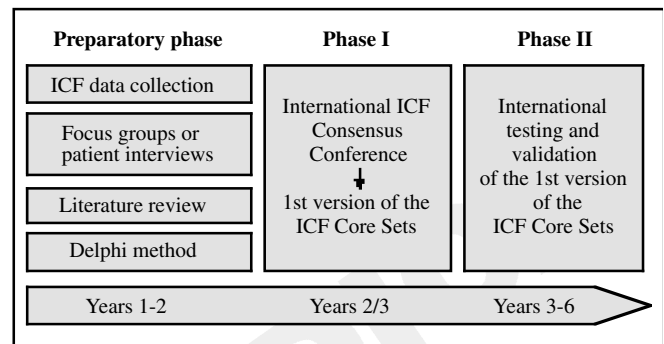 Preparatory phase
ICF data collection
Focus groups or
patient interviews
Literature review
Delphi method
Phase I
International ICF
Consensus
Conference
1st version of the
ICF Core Sets
Phase II
International
testing and
validation
of the 1st version
of the
ICF Core Sets
Years 1-2
Years 2/3
Years 3-6